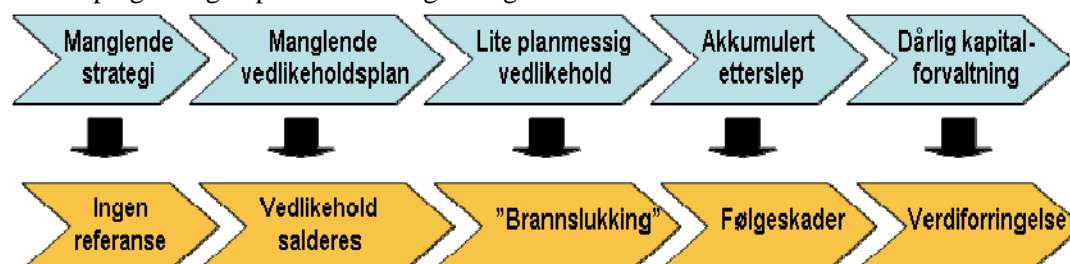 Manglende
strategi
Manglende
vedlikeholdsplan
Lite planmessig
vedlikehold
Akkumulert
etterslep
Dårlig kapital-
forvaltning
Ingen
referanse
Vedlikehold
salderes
"Brannslukking"
Følgeskader
Verdiforringelse